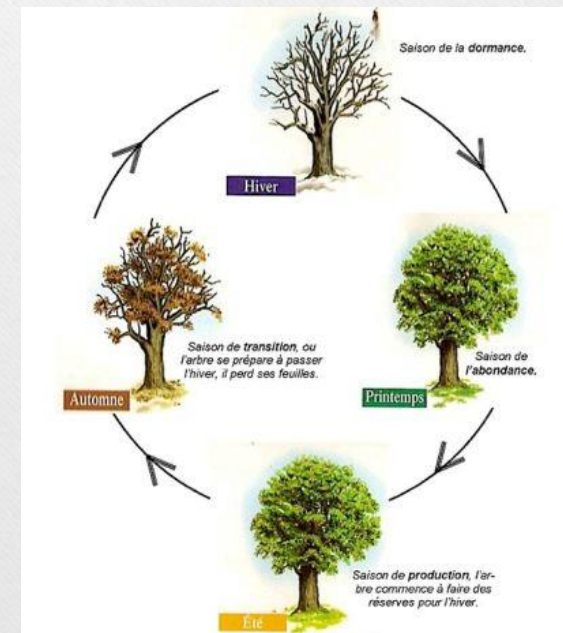 Saison de la dormance.
Hiver
Saison de transition, ou
l'arbre se prépare à passer
l'hiver, il perd ses feuilles.
Automne
Saison de
l'abondance.
Printemps
Saison de production, l'ar-
bre commence à faire des
réserves pour l'hiver.
Été